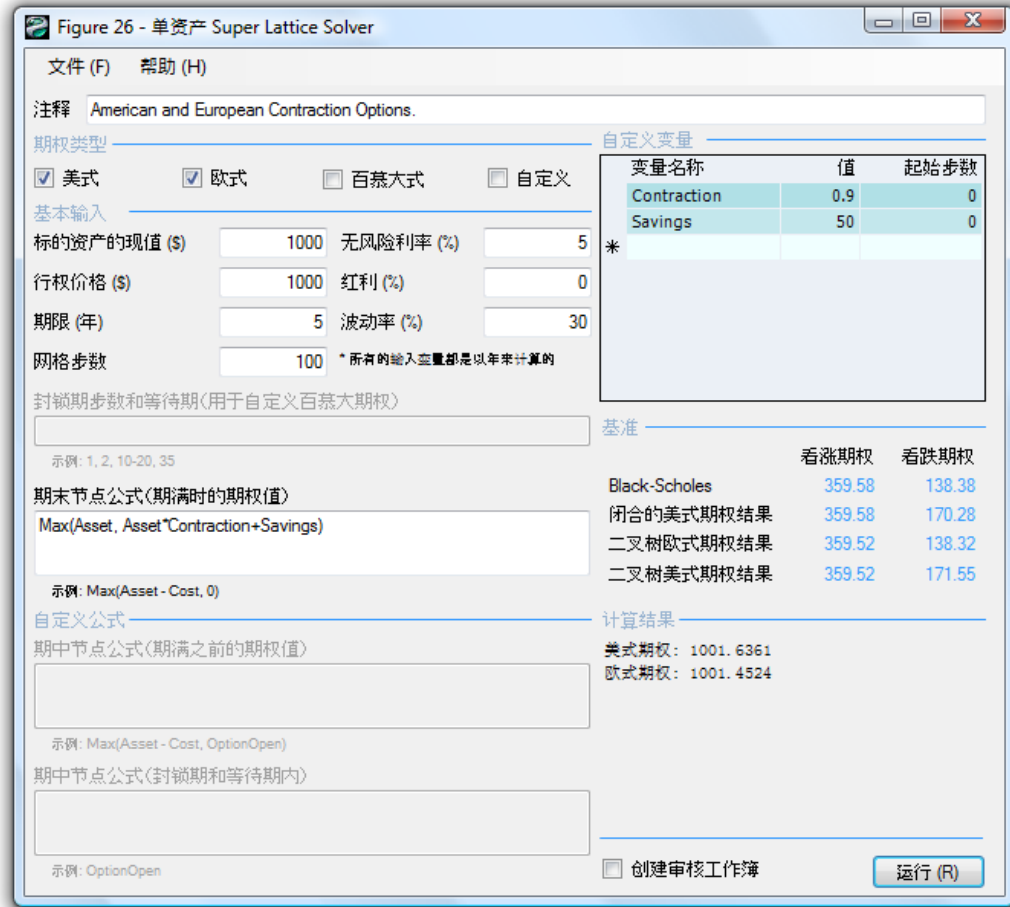 Figure 26 - 单资产 Super Lattice Solver
文件 (F) 帮助 (H)
注释 American and European Contraction Options.
期权类型
美式 欧式 百慕大式 自定义
基本输入
标的资产的现值 ($) 1000 无风险利率 (%) 5
行权价格 ($) 1000 红利 (%) 0
期限 (年) 5 波动率 (%) 30
网格步数 100 * 所有的输入变量都是以年来计算的
封锁期步数和等待期(用于自定义百慕大期权)
示例: 1, 2, 10-20, 35
期末节点公式(期满时的期权值)
Max(Asset, Asset*Contraction+Savings)
示例: Max(Asset - Cost, 0)
自定义公式
期中节点公式(期满之前的期权值)
示例: Max(Asset - Cost, OptionOpen)
期中节点公式(封锁期和等待期内)
示例: OptionOpen
自定义变量
变量名称 值 起始步数
Contraction 0.9 0
Savings 50 0
*
基准
看涨期权 看跌期权
Black-Scholes 359.58 138.38
闭合的美式期权结果 359.58 170.28
二叉树欧式期权结果 359.52 138.32
二叉树美式期权结果 359.52 171.55
计算结果
美式期权: 1001.6361
欧式期权: 1001.4524
创建审核工作簿 运行 (R)